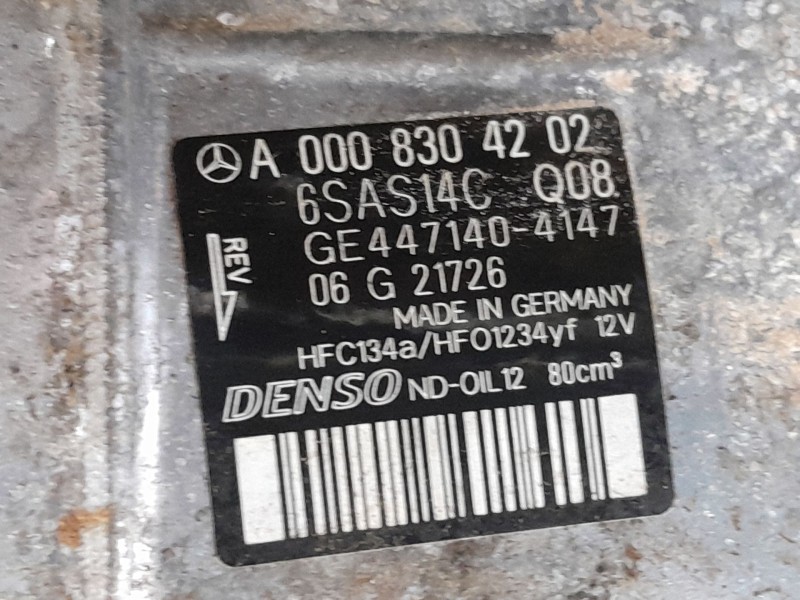 A 000 830 42 02
6SAS14C Q08
GE447140-4147
REV
06 G 21726
MADE IN GERMANY
HFC134a/HFO1234yf 12V
DENSO ND-OIL12 80cm³